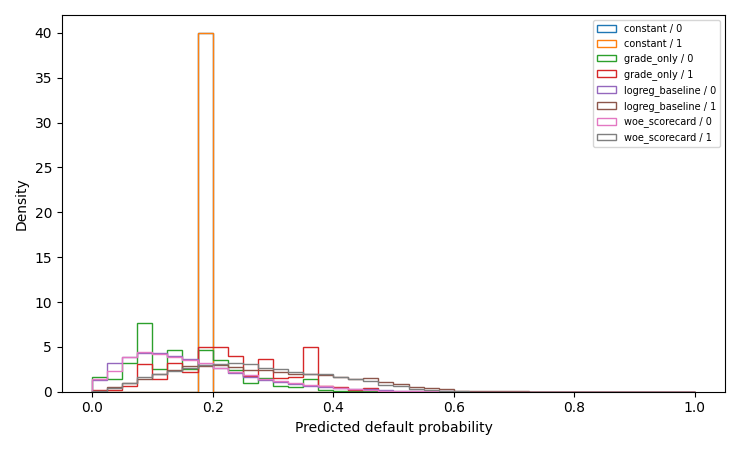 40
35
30
25
20
15
10
5
0
Density
0.0 0.2 0.4 0.6 0.8 1.0
Predicted default probability
constant / 0
constant / 1
grade_only / 0
grade_only / 1
logreg_baseline / 0
logreg_baseline / 1
woe_scorecard / 0
woe_scorecard / 1